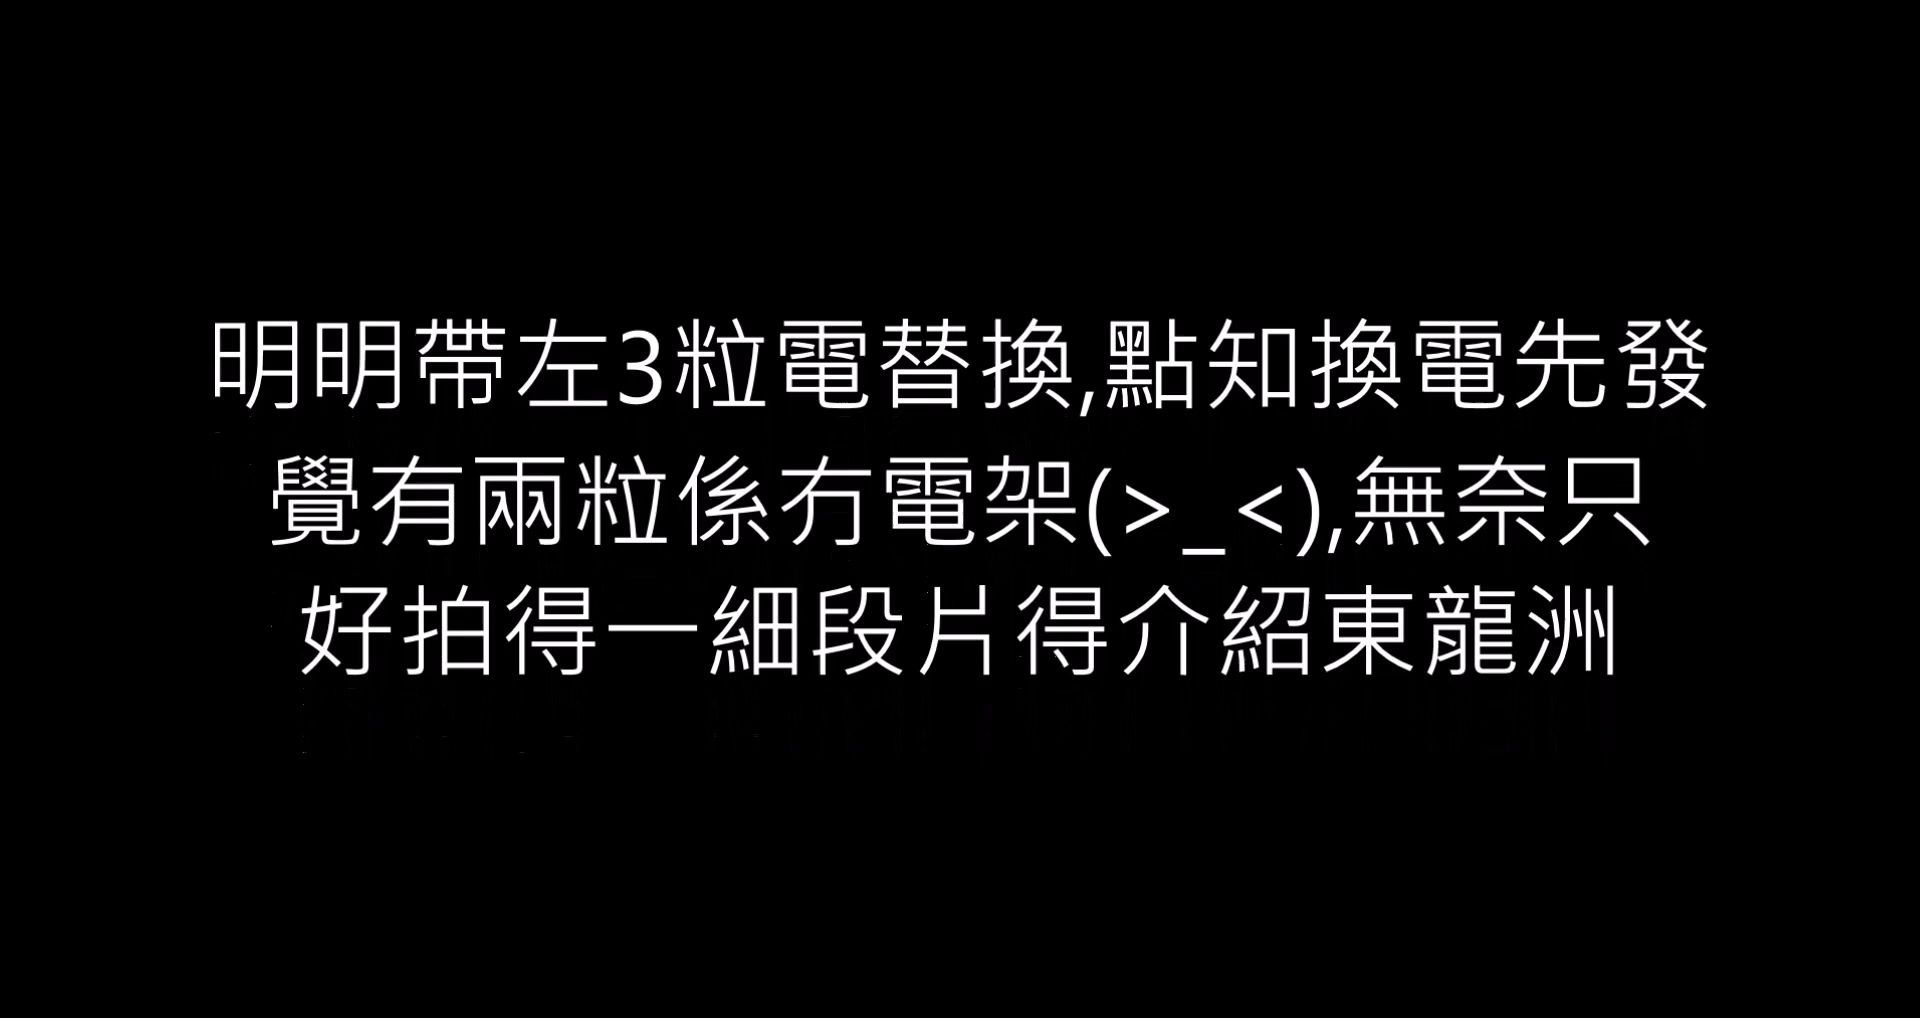 明明帶左3粒電替換,點知換電先發
覺有兩粒係冇電架(>_<),無奈只
好拍得一細段片得介紹東龍洲